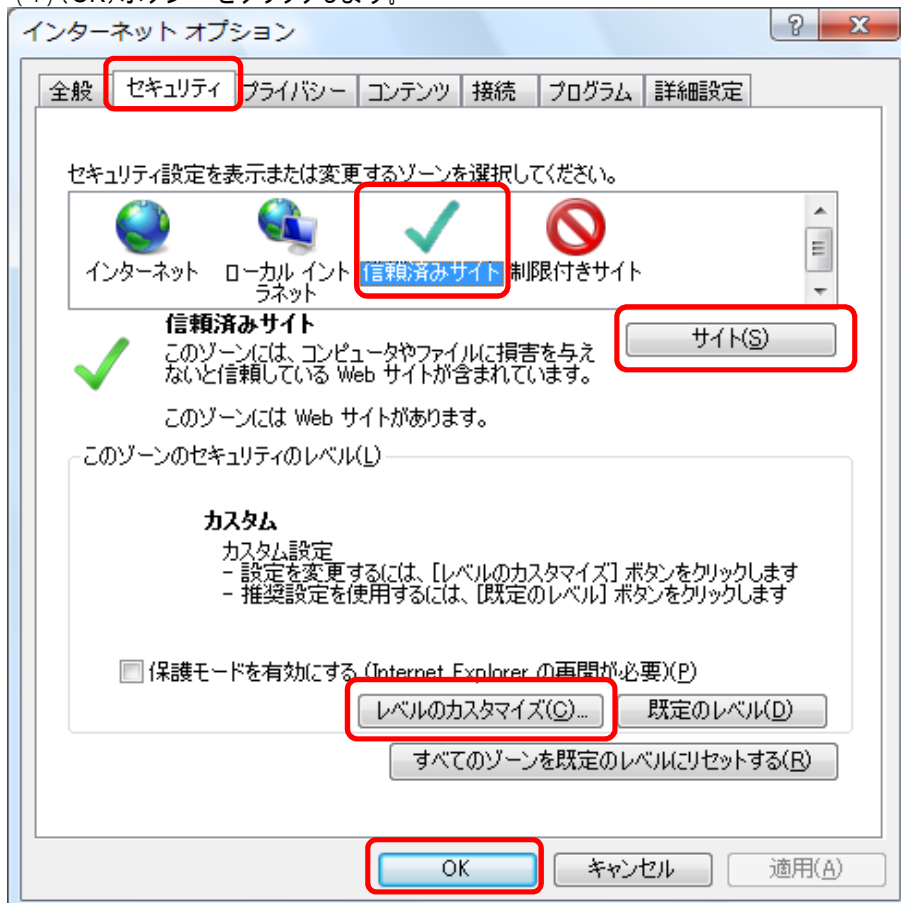 インターネット オプション
全般 セキュリティ プライバシー コンテンツ 接続 プログラム 詳細設定
セキュリティ設定を表示または変更するゾーンを選択してください。
インターネット ローカル イント 信頼済みサイト 制限付きサイト
ラネット
信頼済みサイト
サイト(S)
このゾーンには、コンピュータやファイルに損害を与え
ないと信頼している Web サイトが含まれています。
このゾーンには Web サイトがあります。
このゾーンのセキュリティのレベル(L)
カスタム
カスタム設定
- 設定を変更するには、[レベルのカスタマイズ] ボタンをクリックします
- 推奨設定を使用するには、[既定のレベル] ボタンをクリックします
保護モードを有効にする (Internet Explorer の再開が必要)(P)
レベルのカスタマイズ(C)... 既定のレベル(D)
すべてのゾーンを既定のレベルにリセットする(R)
OK キャンセル 適用(A)